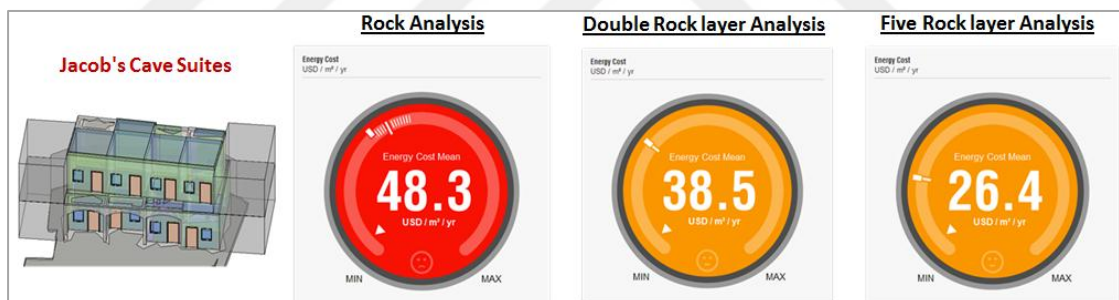 Jacob's Cave Suites
Rock Analysis
Energy Cost
USD / m² / yr
Energy Cost Mean
48.3
USD / m² / yr
MIN
MAX
Double Rock layer Analysis
Energy Cost
USD / m² / yr
Energy Cost Mean
38.5
USD / m² / yr
MIN
MAX
Five Rock layer Analysis
Energy Cost
USD / m² / yr
Energy Cost Mean
26.4
USD / m² / yr
MIN
MAX